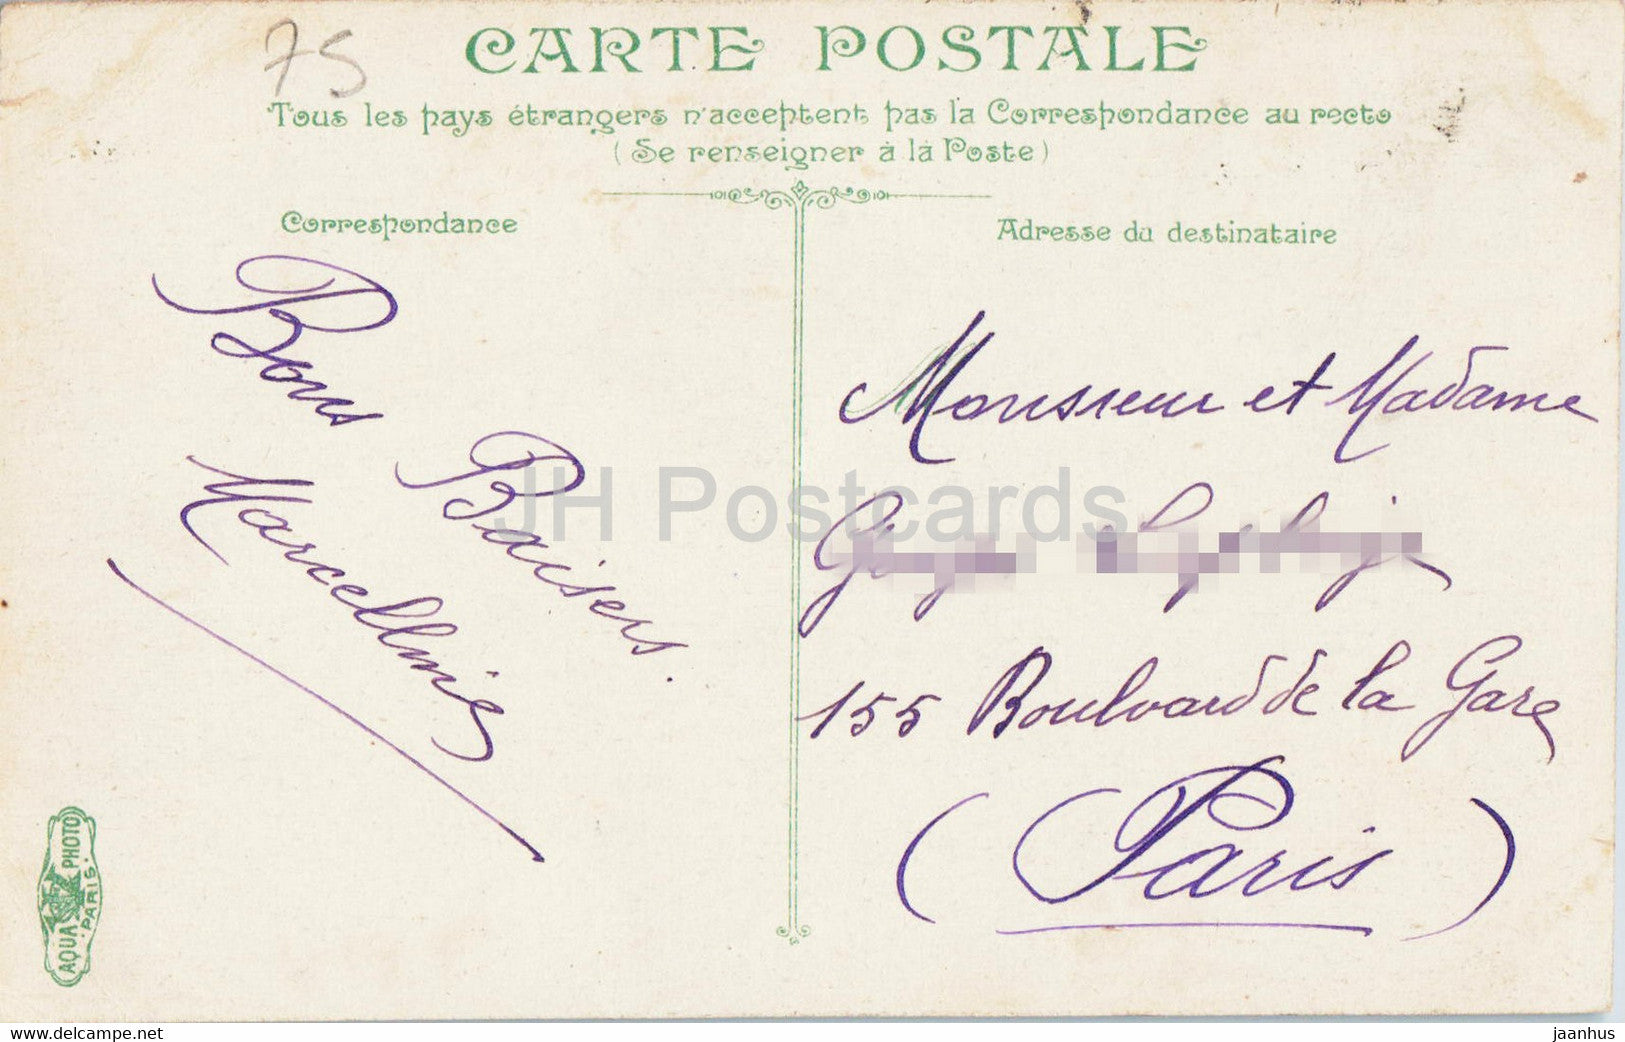 75
CARTE POSTALE
Tous les pays étrangers n'acceptent pas la Correspondance au recto
(Se renseigner à là Poste)
Correspondance
Adresse du destinataire
Bons Baisers.
Marcelline
Monsieur et Madame
155 Boulvard de la Gare
(Paris)
AQUA PHOTO
PARIS
JH Postcards
www.delcampe.net
jaanhus